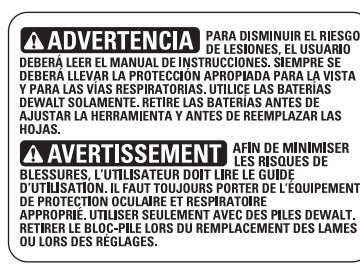 ADVERTENCIA PARA DISMINUIR EL RIESGO
DE LESIONES, EL USUARIO
DEBERÁ LEER EL MANUAL DE INSTRUCCIONES. SIEMPRE SE
DEBERÁ LLEVAR LA PROTECCIÓN APROPIADA PARA LA VISTA
Y PARA LAS VÍAS RESPIRATORIAS. UTILICE LAS BATERÍAS
DEWALT SOLAMENTE. RETIRE LAS BATERÍAS ANTES DE
AJUSTAR LA HERRAMIENTA Y ANTES DE REEMPLAZAR LAS
HOJAS.
AVERTISSEMENT AFIN DE MINIMISER
LES RISQUES DE
BLESSURES, L'UTILISATEUR DOIT LIRE LE GUIDE
D'UTILISATION. IL FAUT TOUJOURS PORTER DE L'ÉQUIPEMENT
DE PROTECTION OCULAIRE ET RESPIRATOIRE
APPROPRIÉ. UTILISER SEULEMENT AVEC DES PILES DEWALT.
RETIRER LE BLOC-PILE LORS DU REMPLACEMENT DES LAMES
OU LORS DES RÉGLAGES.